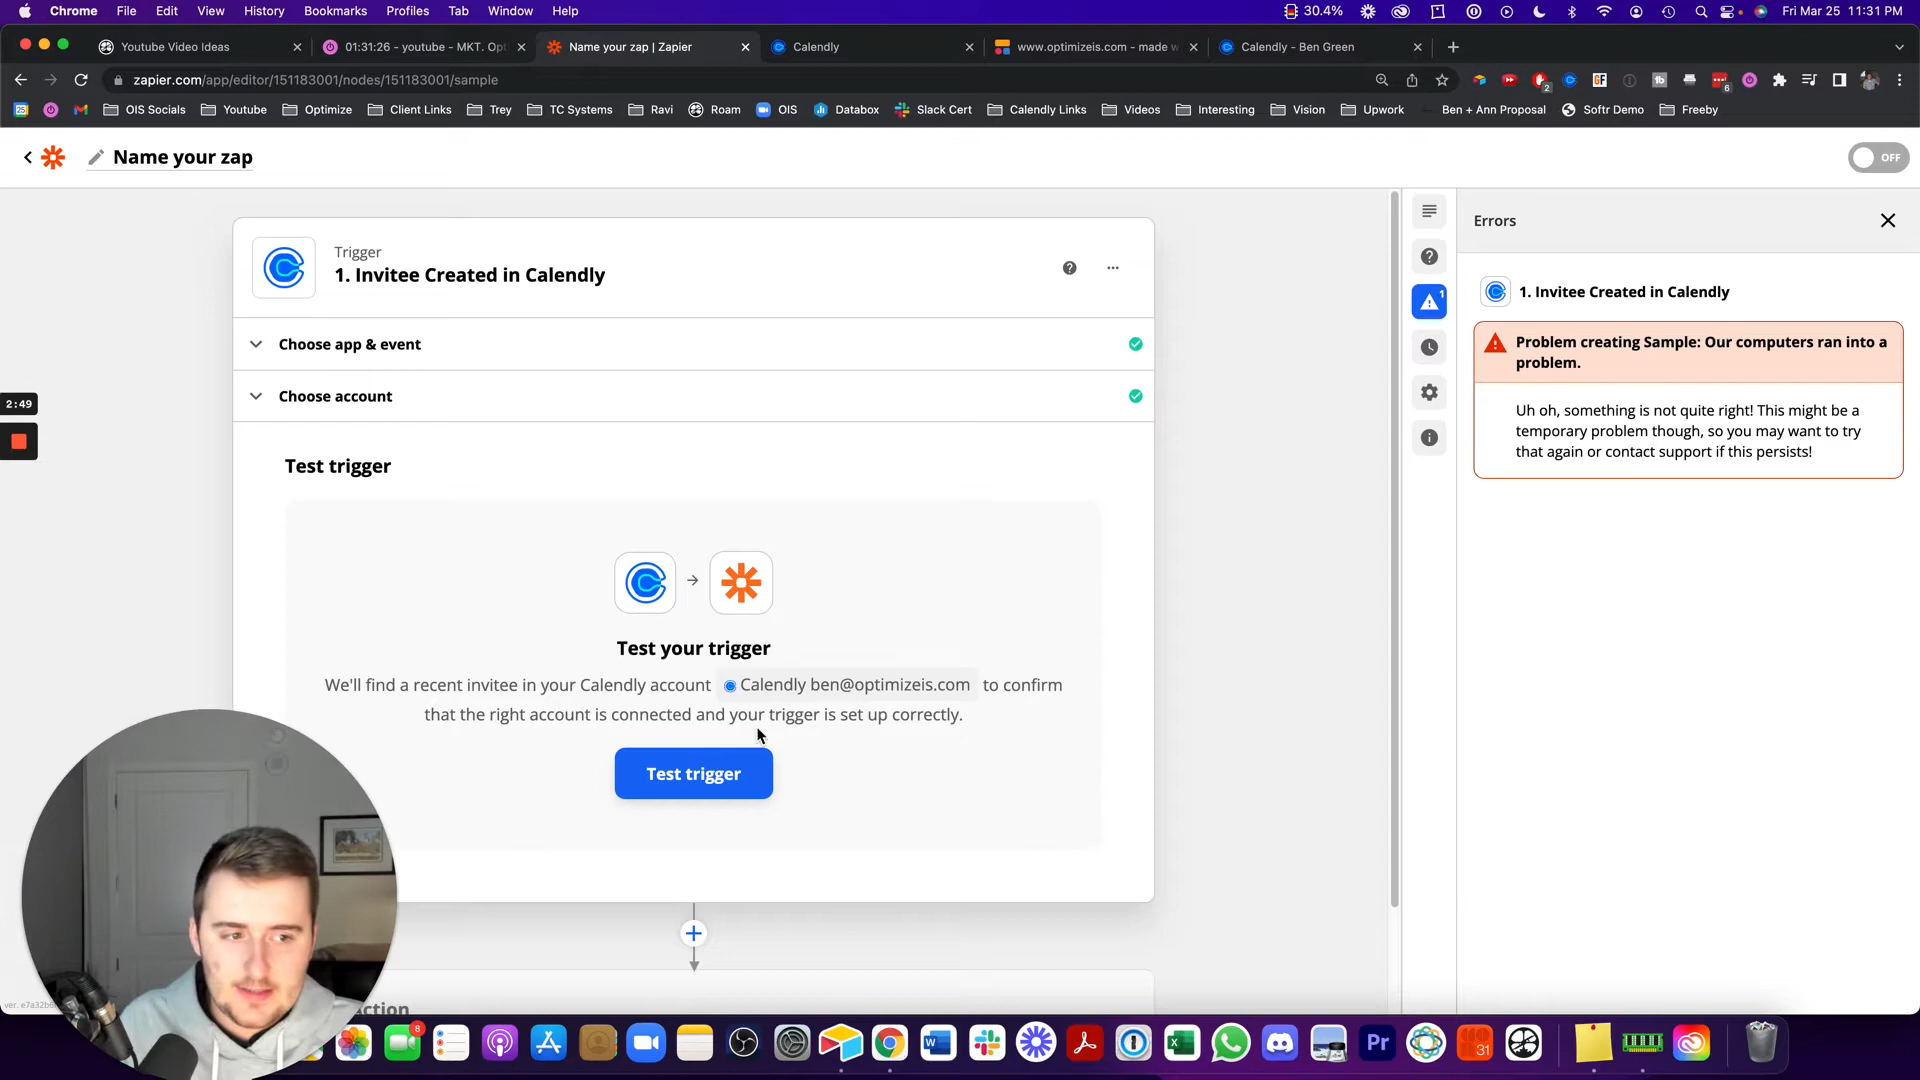 Chrome File Edit View History Bookmarks Profiles Tab Window Help 30.4% Fri Mar 25 11:31 PM
Youtube Video Ideas 01:31:26 - youtube - MKT. Opt Name your zap | Zapier Calendly www.optimizeis.com - made w Calendly - Ben Green
zapier.com/app/editor/151183001/nodes/151183001/sample
OIS Socials Youtube Optimize Client Links Trey TC Systems Ravi Roam OIS Databox Slack Cert Calendly Links Videos Interesting Vision Upwork Ben + Ann Proposal Softr Demo Freeby
Name your zap
OFF
Errors
Trigger
1. Invitee Created in Calendly
1. Invitee Created in Calendly
Choose app & event
Problem creating Sample: Our computers ran into a
problem.
Choose account
2:49
Uh oh, something is not quite right! This might be a
temporary problem though, so you may want to try
that again or contact support if this persists!
Test trigger
Test your trigger
We'll find a recent invitee in your Calendly account Calendly ben@optimizeis.com to confirm
that the right account is connected and your trigger is set up correctly.
Test trigger
ction